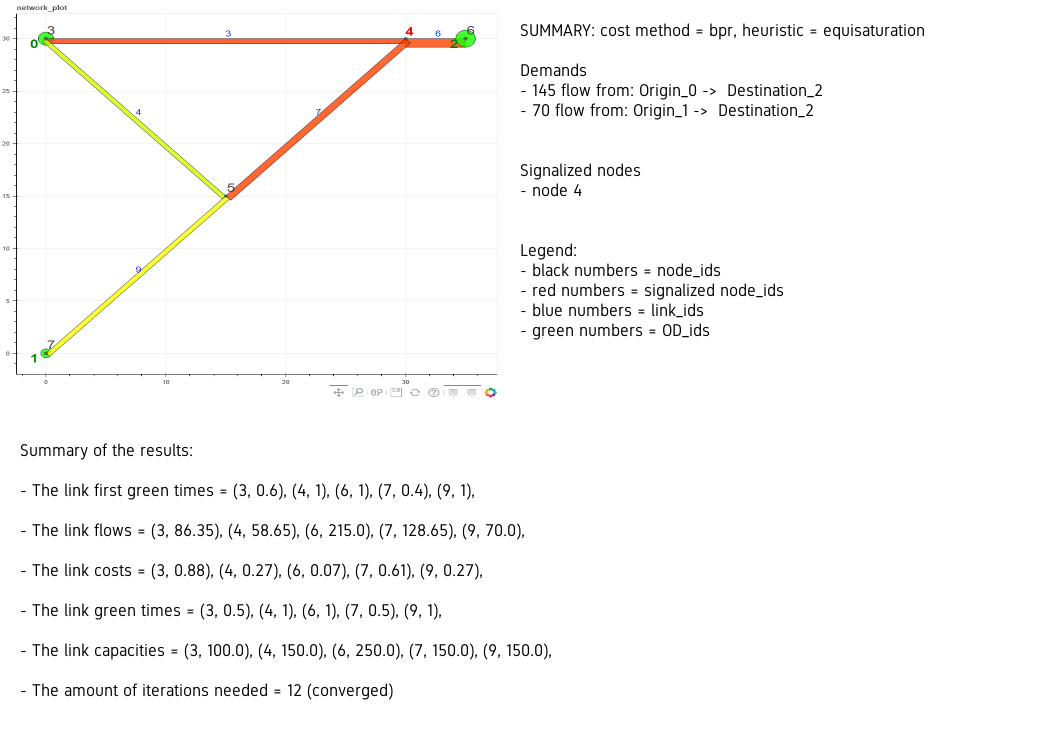 network_plot
3
3
4
6
6
30
0
2
25
4
7
20
5
15
10
9
5
7
0
1
0
10
20
30
SUMMARY: cost method = bpr, heuristic = equisaturation
Demands
- 145 flow from: Origin_0 -> Destination_2
- 70 flow from: Origin_1 -> Destination_2
Signalized nodes
- node 4
Legend:
- black numbers = node_ids
- red numbers = signalized node_ids
- blue numbers = link_ids
- green numbers = OD_ids
Summary of the results:
- The link first green times = (3, 0.6), (4, 1), (6, 1), (7, 0.4), (9, 1),
- The link flows = (3, 86.35), (4, 58.65), (6, 215.0), (7, 128.65), (9, 70.0),
- The link costs = (3, 0.88), (4, 0.27), (6, 0.07), (7, 0.61), (9, 0.27),
- The link green times = (3, 0.5), (4, 1), (6, 1), (7, 0.5), (9, 1),
- The link capacities = (3, 100.0), (4, 150.0), (6, 250.0), (7, 150.0), (9, 150.0),
- The amount of iterations needed = 12 (converged)